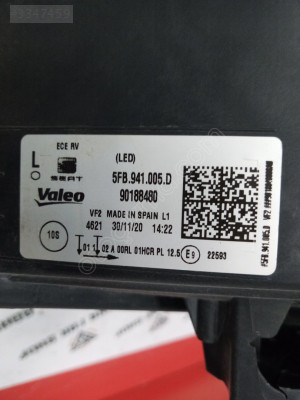 ECE RV
L
SEAT
(LED)
5FB.941.005.D
Valeo
90188480
VF2 MADE IN SPAIN L1
4621 30/11/20 14:22
10S
01 02 A 00RL 01HCR PL 12.5 E9 22593